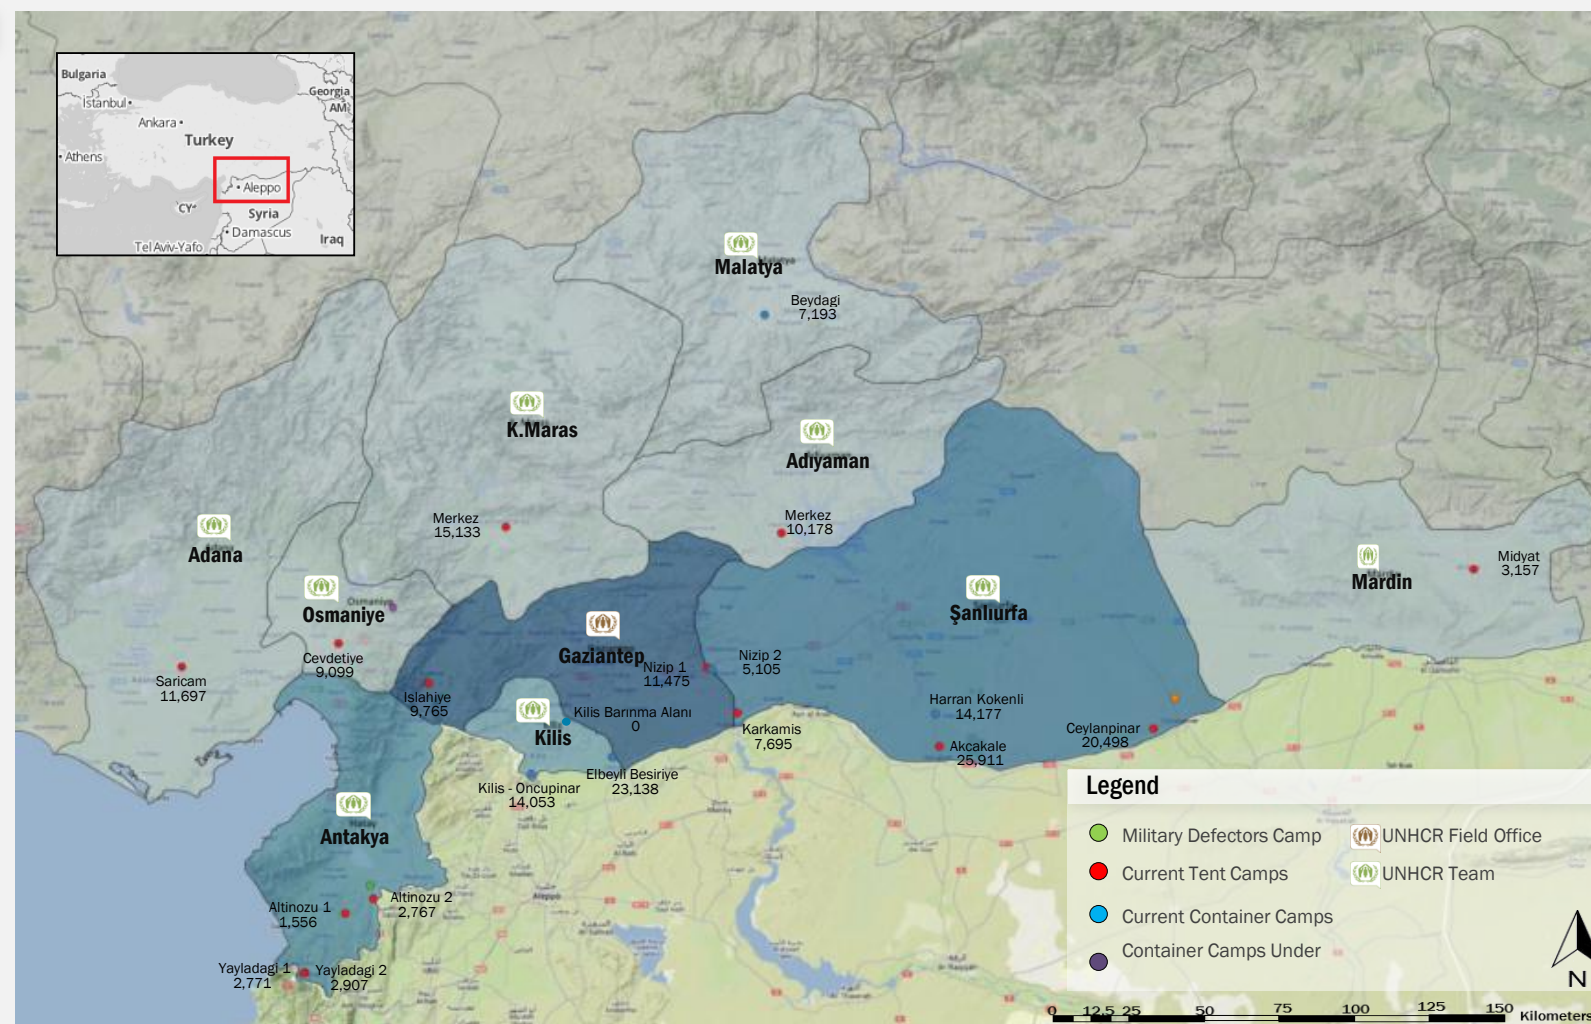 Bulgaria
Georgia
Istanbul
AM
Ankara
Turkey
Athens
Aleppo
CY
Syria
Damascus
Tel Aviv-Yafo
Iraq
Malatya
Beydagi
7,193
K.Maras
Adıyaman
Merkez
15,133
Merkez
10,178
Adana
Osmaniye
Osmaniye
Şanlıurfa
Mardin
Midyat
3,157
Gaziantep
Cevdetiye
9,099
Saricam
11,697
Islahiye
9,765
Nizip 1
11,475
Nizip 2
5,105
Kilis Barınma Alanı
0
Kilis
Karkamis
7,695
Harran Kokenli
14,177
Akcakale
25,911
Ceylanpinar
20,498
Kilis - Oncupinar
14,053
Elbeyli Besiriye
23,138
Antakya
Hatay
Altinozu 1
1,556
Altinozu 2
2,767
Yayladagi 1
2,771
Yayladagi 2
2,907
Aleppo
Legend
Military Defectors Camp
UNHCR Field Office
Current Tent Camps
UNHCR Team
Current Container Camps
Container Camps Under
N
0 12,5 25 50 75 100 125 150 Kilometers